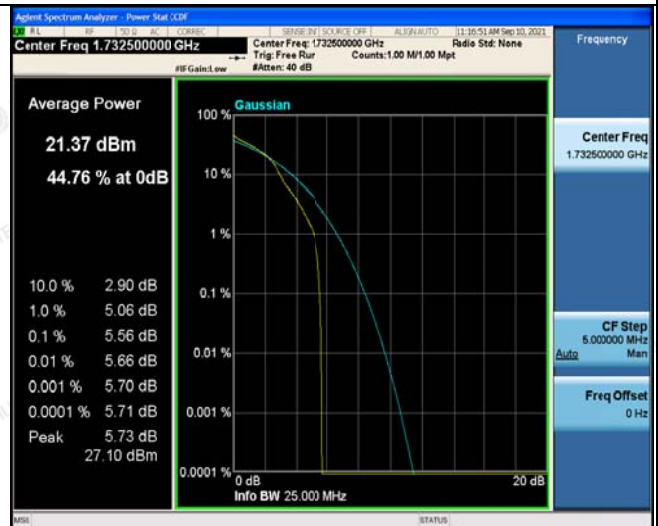 Agilent Spectrum Analyzer - Power Stat CCDF
RL RF 50 Ω AC CORREC SENSE:INT SOURCE OFF ALIGN AUTO 11:16:51 AM Sep 10, 2021
Center Freq 1.732500000 GHz
Center Freq: 1.732500000 GHz Radio Std: None
Trig: Free Run Counts:1.00 M/1.00 Mpt
#IFGain:Low #Atten: 40 dB
Frequency
Average Power
21.37 dBm
44.76 % at 0dB
10.0 % 2.90 dB
1.0 % 5.06 dB
0.1 % 5.56 dB
0.01 % 5.66 dB
0.001 % 5.70 dB
0.0001 % 5.71 dB
Peak 5.73 dB
27.10 dBm
Gaussian
100 %
10 %
1 %
0.1 %
0.01 %
0.001 %
0.0001 %
0 dB 20 dB
Info BW 25.000 MHz
Center Freq
1.732500000 GHz
CF Step
5.000000 MHz
Auto Man
Freq Offset
0 Hz
MSG STATUS